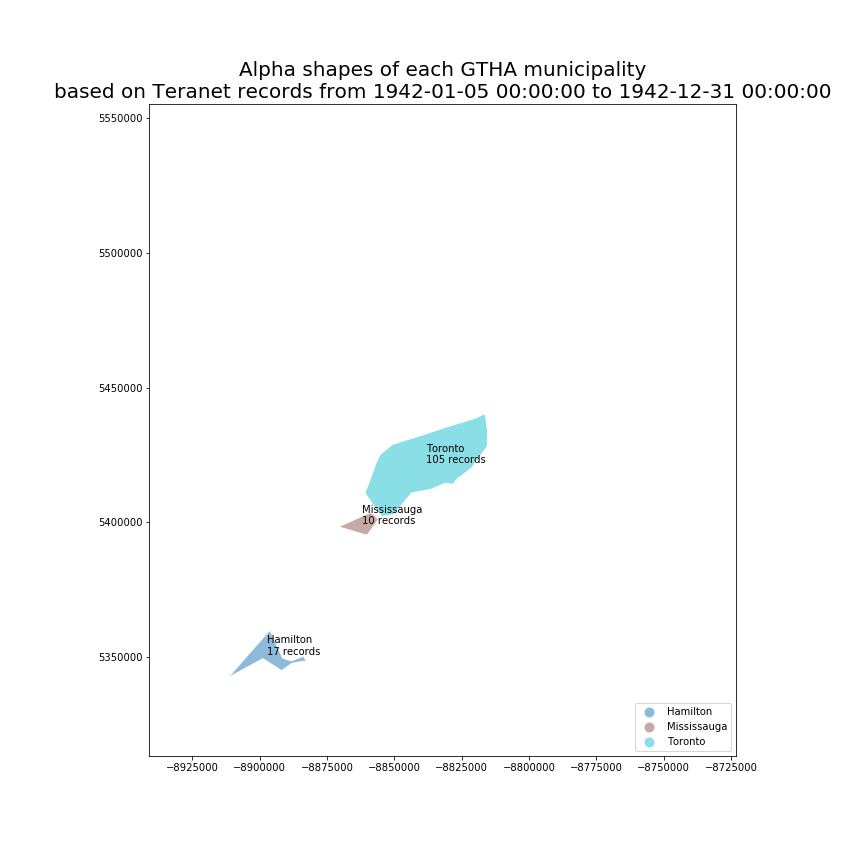 Alpha shapes of each GTHA municipality
based on Teranet records from 1942-01-05 00:00:00 to 1942-12-31 00:00:00
5550000
5500000
5450000
5400000
5350000
Toronto
105 records
Mississauga
10 records
Hamilton
17 records
Hamilton
Mississauga
Toronto
−8925000 −8900000 −8875000 −8850000 −8825000 −8800000 −8775000 −8750000 −8725000